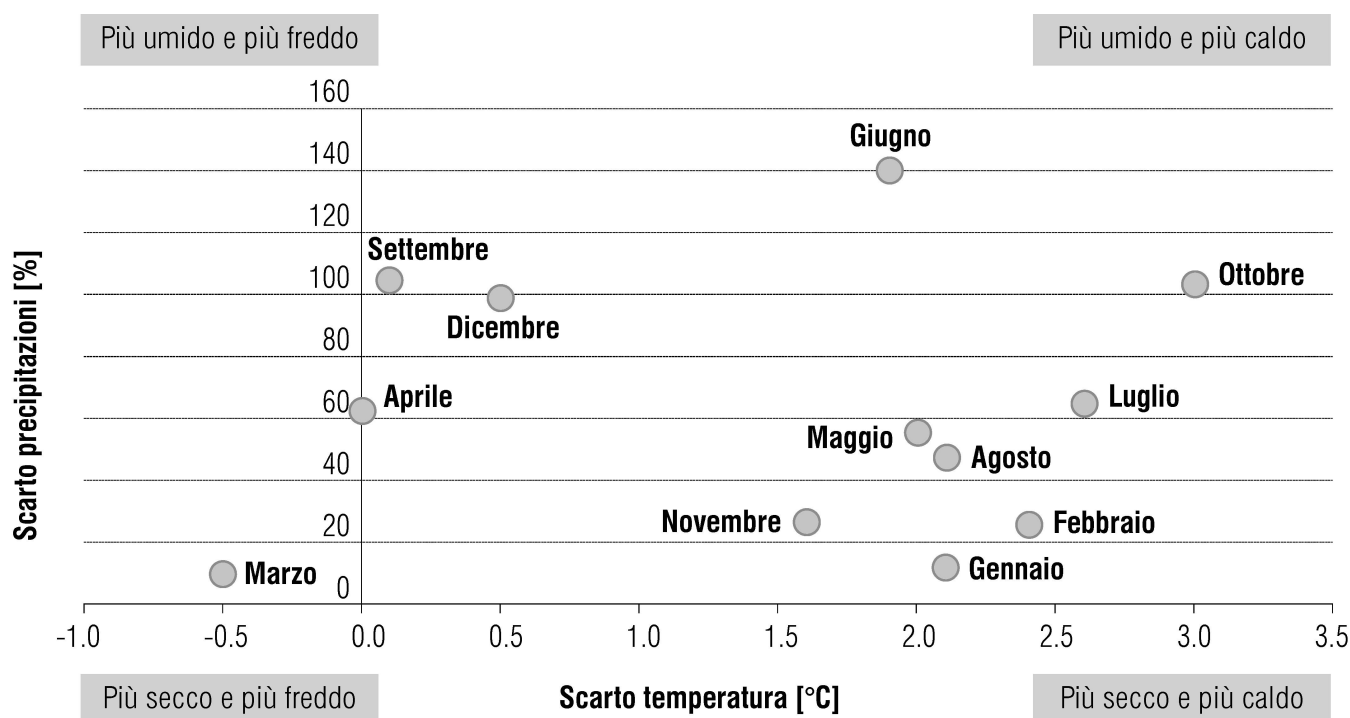 Più umido e più freddo
Più umido e più caldo
160
Giugno
140
120
Settembre
100
Ottobre
Dicembre
80
60
Aprile
Luglio
Maggio
Agosto
40
Novembre
Febbraio
20
Marzo
Gennaio
0
Scarto precipitazioni [%]
-1.0 -0.5 0.0 0.5 1.0 1.5 2.0 2.5 3.0 3.5
Più secco e più freddo
Scarto temperatura [°C]
Più secco e più caldo